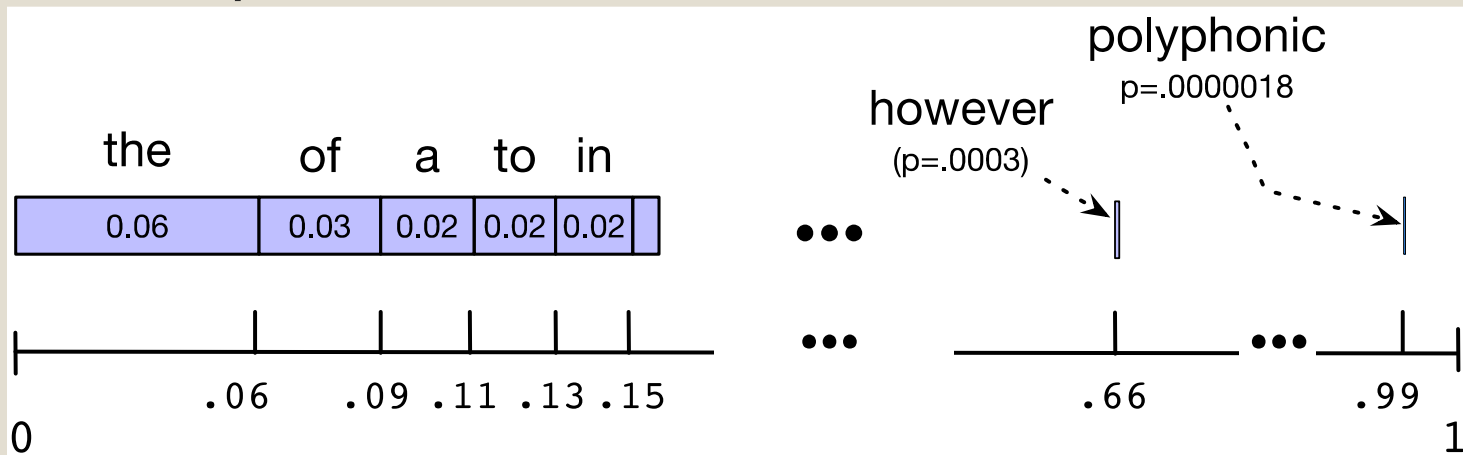 polyphonic
p=.0000018
however
(p=.0003)
the of a to in
0.06 0.03 0.02 0.02 0.02
•••
•••
•••
.06 .09 .11 .13 .15 .66 .99
0 1